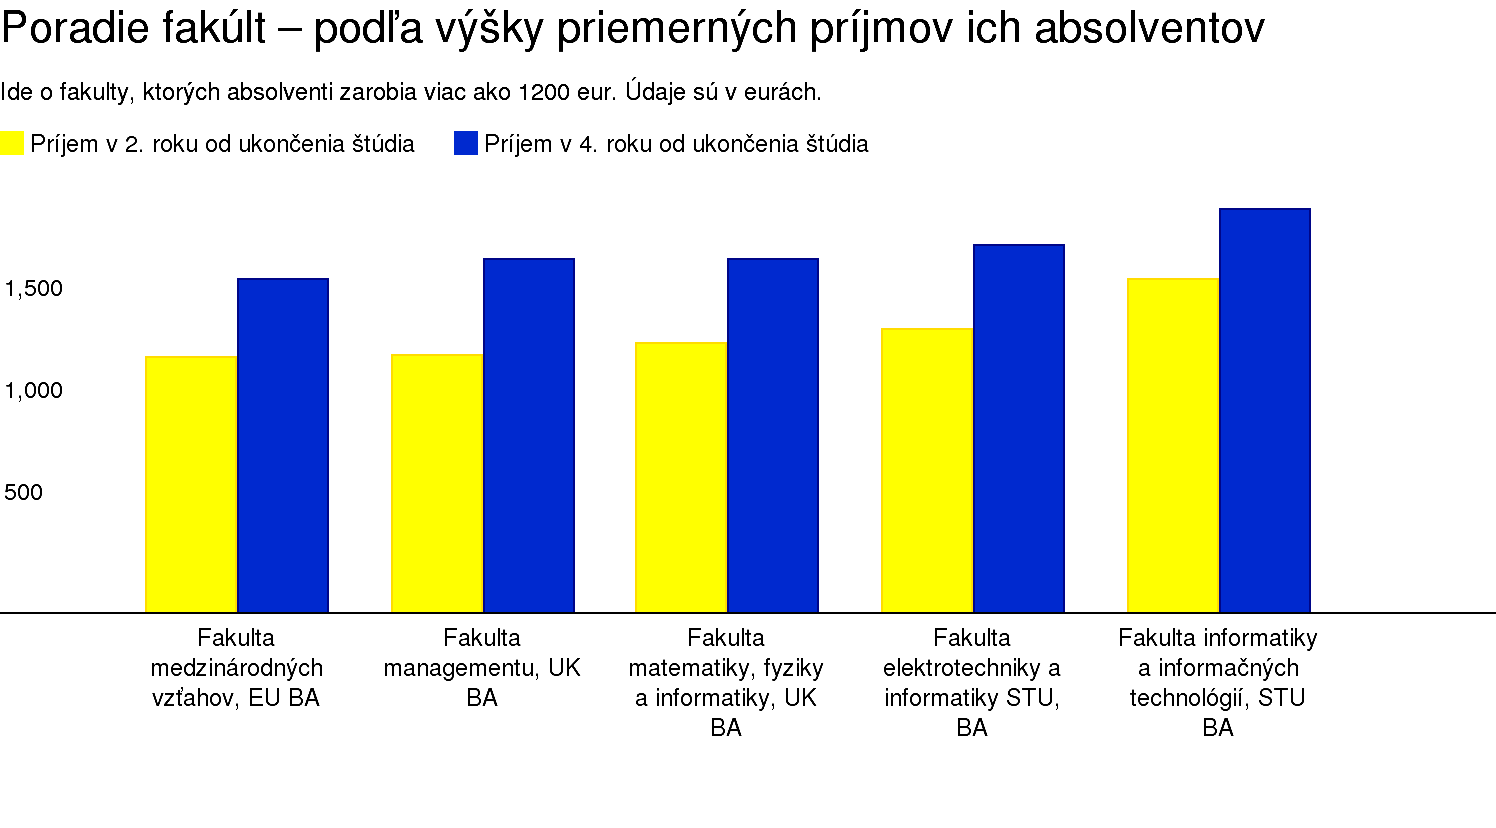 Poradie fakúlt – podľa výšky priemerných príjmov ich absolventov
Ide o fakulty, ktorých absolventi zarobia viac ako 1200 eur. Údaje sú v eurách.
Príjem v 2. roku od ukončenia štúdia Príjem v 4. roku od ukončenia štúdia
1,500
1,000
500
Fakulta
medzinárodných
vzťahov, EU BA
Fakulta
managementu, UK
BA
Fakulta
matematiky, fyziky
a informatiky, UK
BA
Fakulta
elektrotechniky a
informatiky STU,
BA
Fakulta informatiky
a informačných
technológií, STU
BA